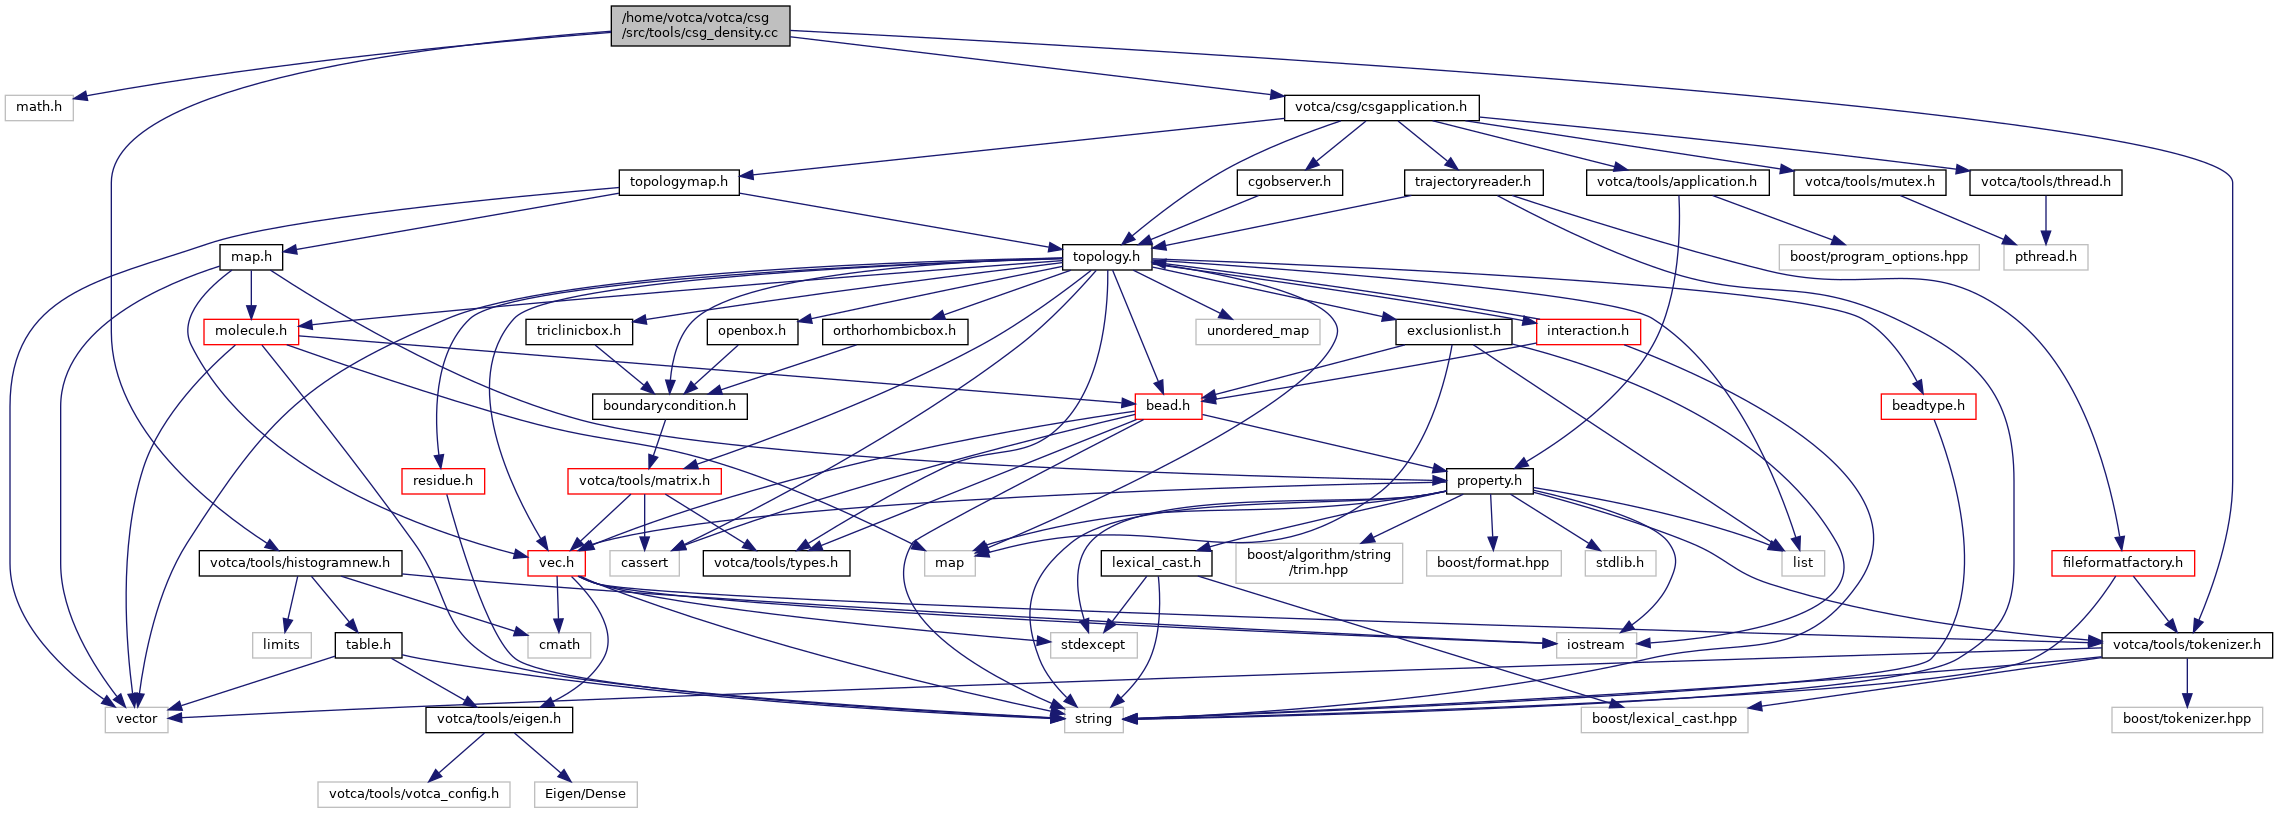 /home/votca/votca/csg
/src/tools/csg_density.cc
math.h
votca/csg/csgapplication.h
topologymap.h
cgobserver.h
trajectoryreader.h
votca/tools/application.h
votca/tools/mutex.h
votca/tools/thread.h
map.h
topology.h
boost/program_options.hpp
pthread.h
molecule.h
triclinicbox.h
openbox.h
orthorhombicbox.h
unordered_map
exclusionlist.h
interaction.h
boundarycondition.h
bead.h
beadtype.h
residue.h
votca/tools/matrix.h
property.h
votca/tools/histogramnew.h
vec.h
cassert
votca/tools/types.h
map
lexical_cast.h
boost/algorithm/string
/trim.hpp
boost/format.hpp
stdlib.h
list
fileformatfactory.h
limits
table.h
cmath
stdexcept
iostream
votca/tools/tokenizer.h
vector
votca/tools/eigen.h
string
boost/lexical_cast.hpp
boost/tokenizer.hpp
votca/tools/votca_config.h
Eigen/Dense